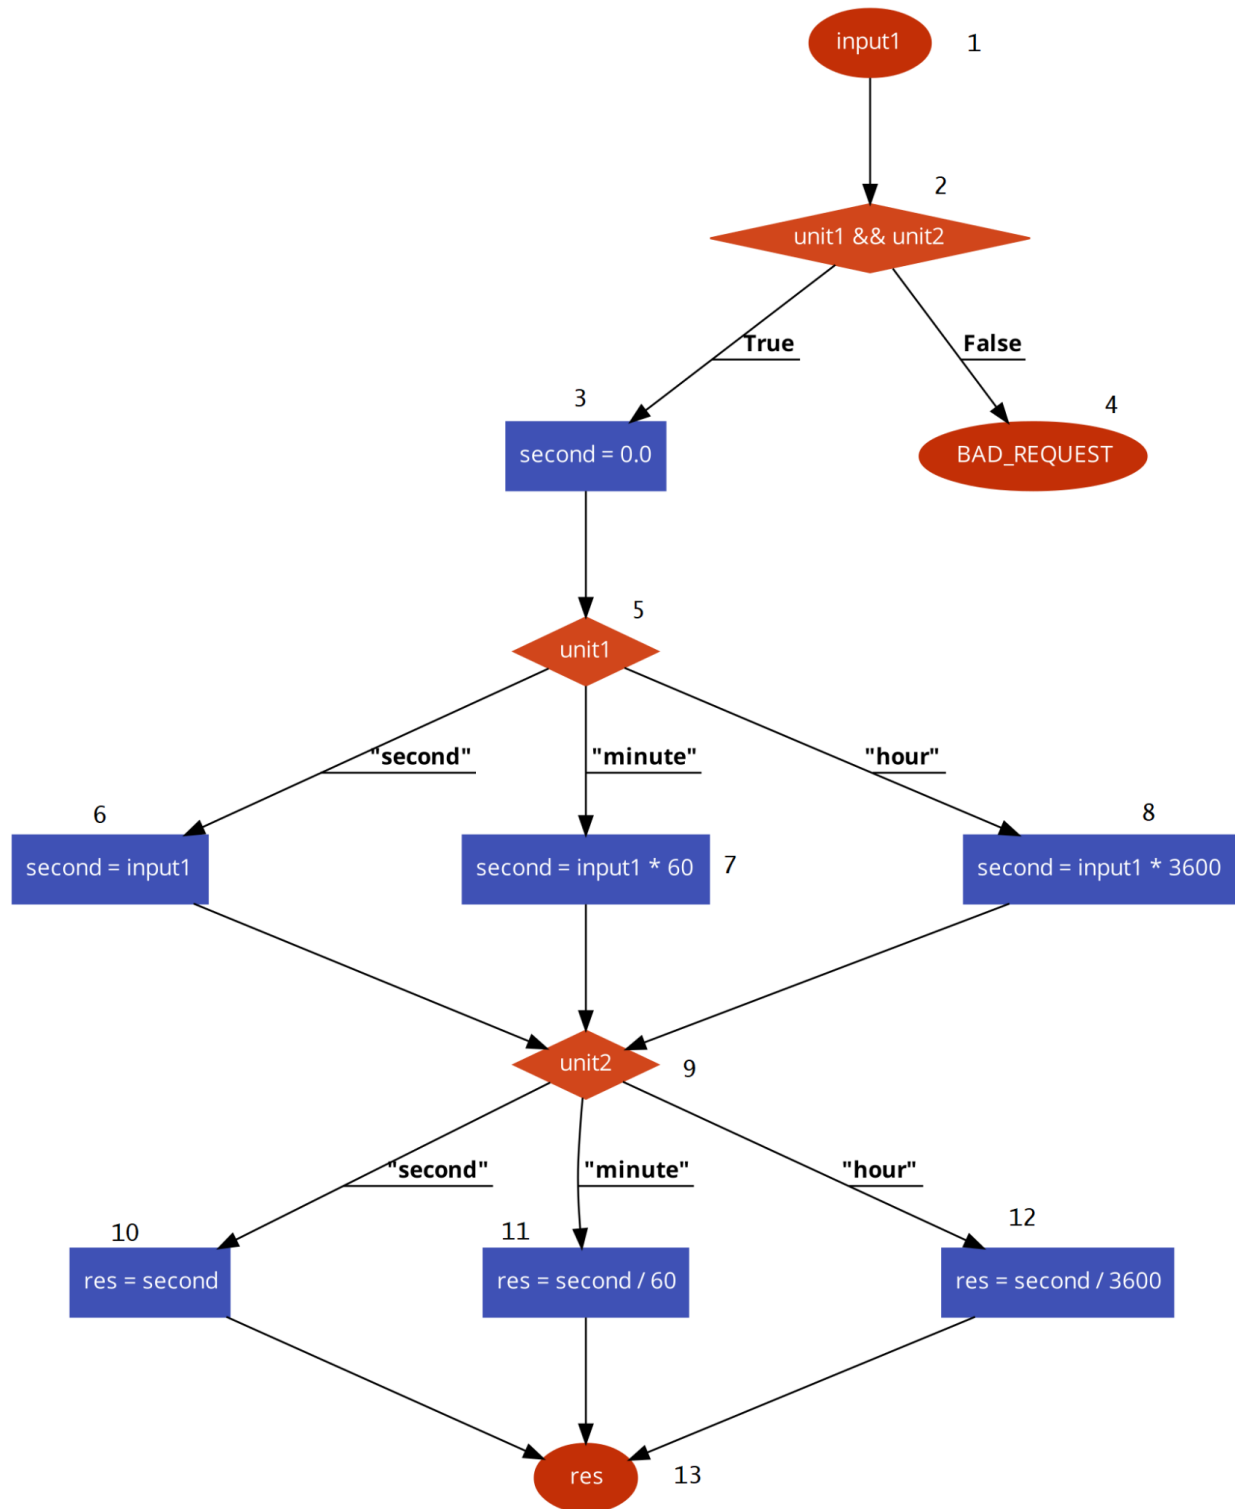 input1
1
2
unit1 && unit2
True
False
3
4
second = 0.0
BAD_REQUEST
5
unit1
"second"
"minute"
"hour"
6
8
second = input1
second = input1 * 60
7
second = input1 * 3600
unit2
9
"second"
"minute"
"hour"
10
11
12
res = second
res = second / 60
res = second / 3600
res
13